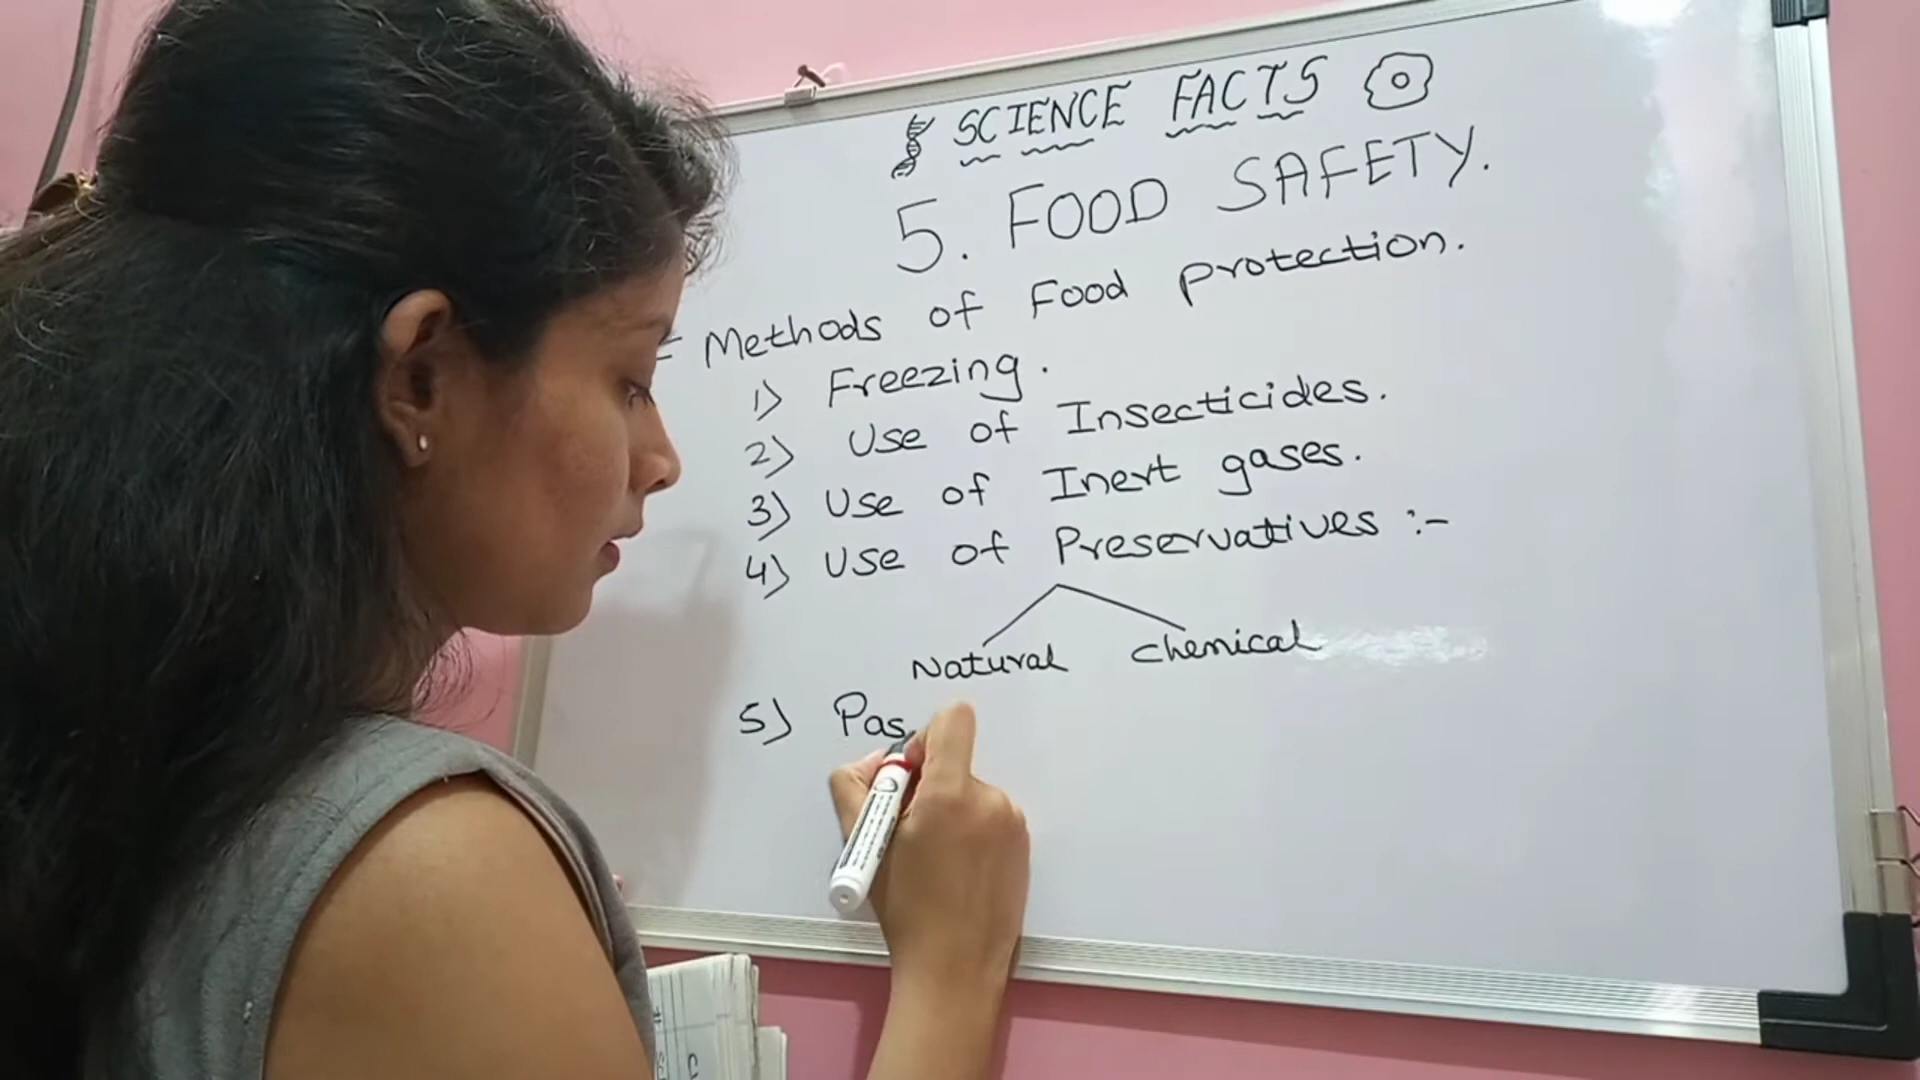 SCIENCE FACTS
5. FOOD SAFETY.
Methods of Food protection.
1) Freezing.
2) Use of Insecticides.
3) Use of Inert gases.
4) Use of Preservatives :-
Natural chemical
5) Pas